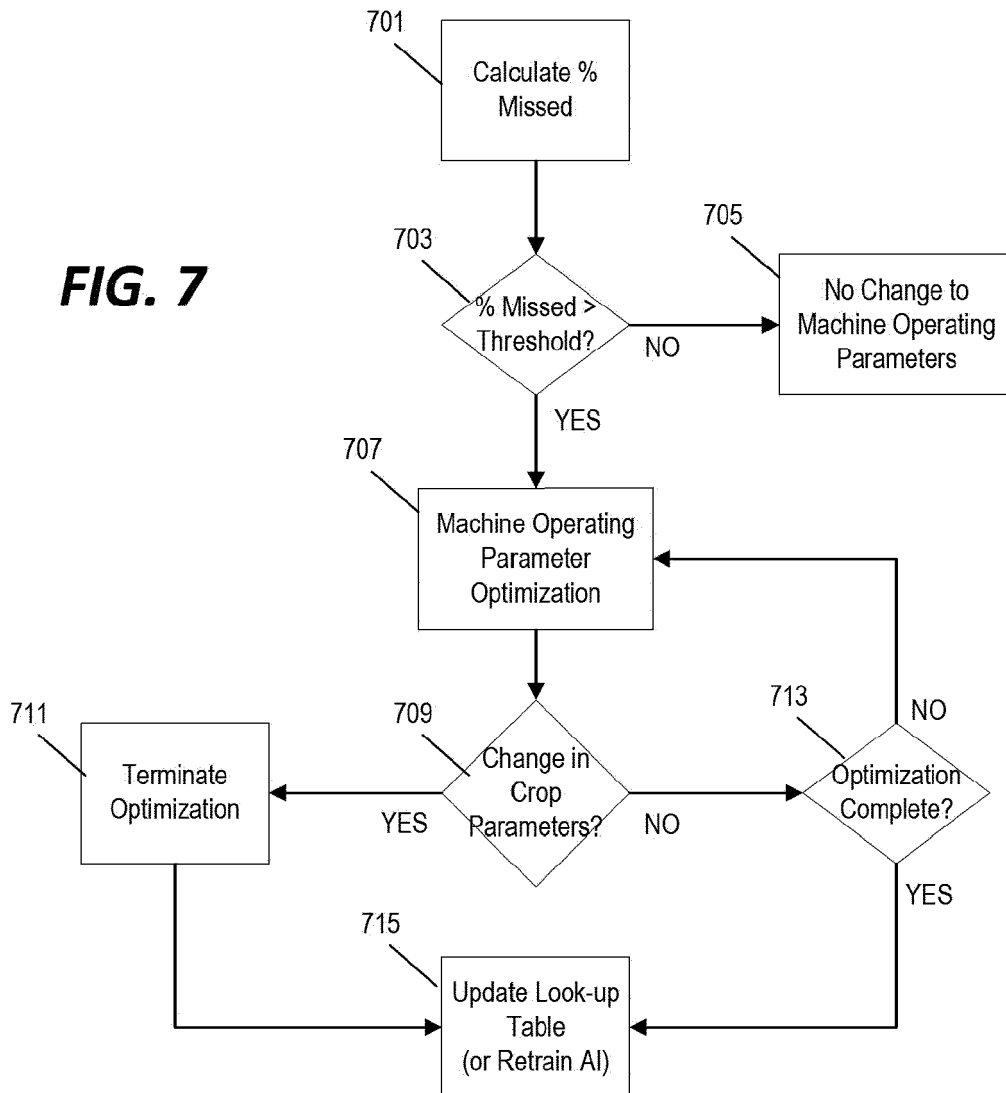 701
Calculate %
Missed
703
% Missed >
Threshold?
NO
YES
705
No Change to
Machine Operating
Parameters
FIG. 7
707
Machine Operating
Parameter
Optimization
709
Change in
Crop
Parameters?
YES
NO
711
Terminate
Optimization
713
Optimization
Complete?
NO
YES
715
Update Look-up
Table
(or Retrain AI)